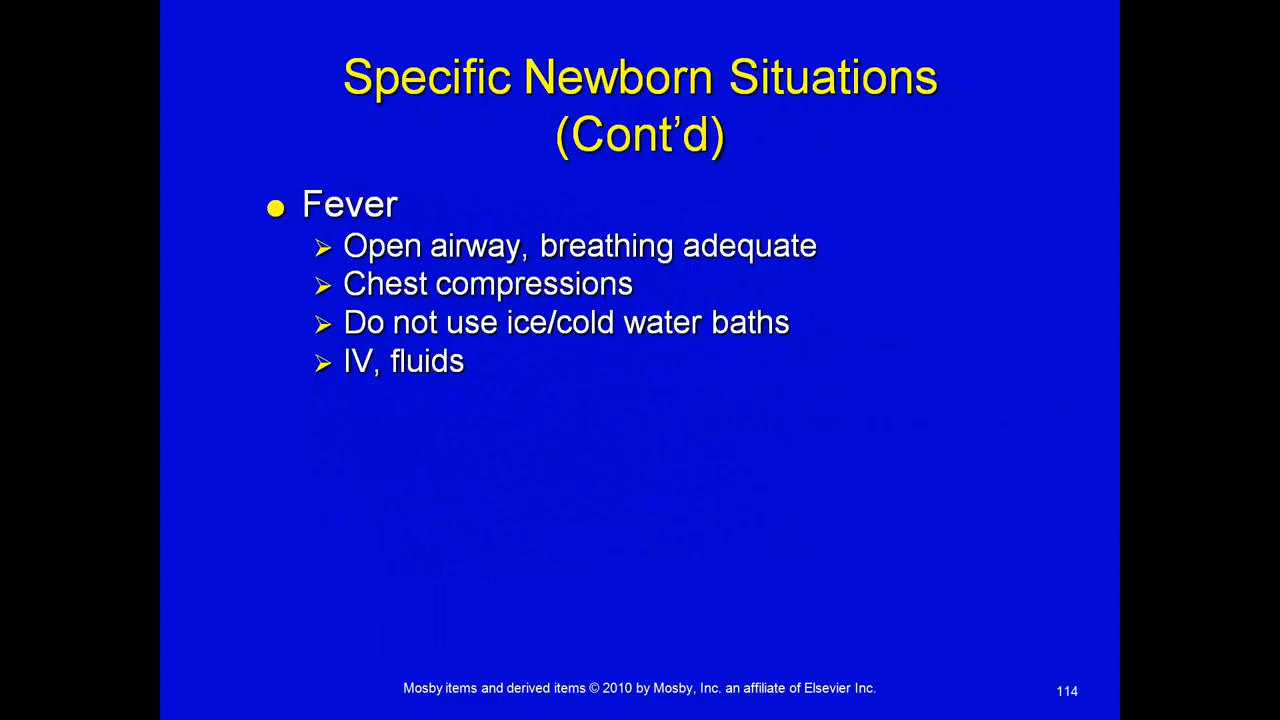 Specific Newborn Situations
(Cont’d)
Fever
Open airway, breathing adequate
Chest compressions
Do not use ice/cold water baths
IV, fluids
Mosby items and derived items © 2010 by Mosby, Inc. an affiliate of Elsevier Inc.
114